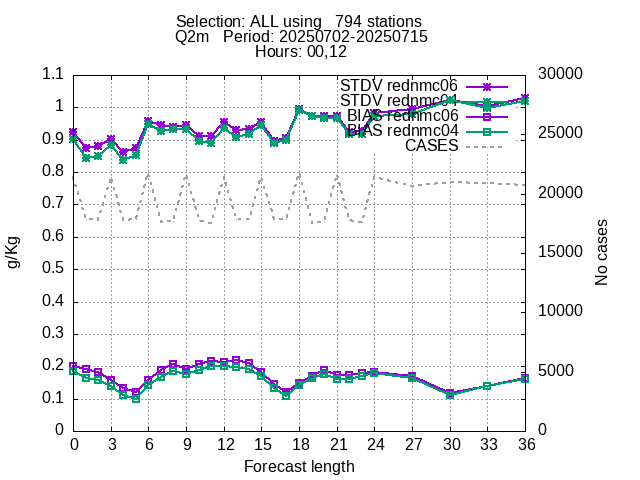 Selection: ALL using   794 stations
Q2m   Period: 20250702-20250715
Hours: 00,12
1.1
1
0.9
0.8
0.7
0.6
0.5
0.4
0.3
0.2
0.1
0
g/Kg
STDV rednmc06
STDV rednmc04
BIAS rednmc06
BIAS rednmc04
CASES
30000
25000
20000
15000
10000
5000
0
No cases
0 3 6 9 12 15 18 21 24 27 30 33 36
Forecast length